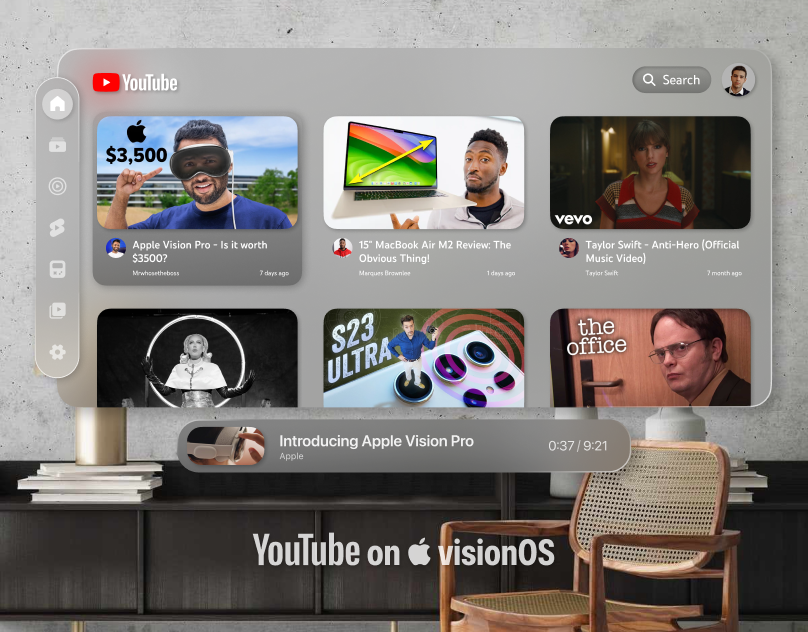 YouTube
Search
$3,500
vevo
Apple Vision Pro - Is it worth
$3500?
Mrwhosetheboss
7 days ago
15" MacBook Air M2 Review: The
Obvious Thing!
Marques Brownlee
1 days ago
Taylor Swift - Anti-Hero (Official
Music Video)
Taylor Swift
7 month ago
S23
ULTRA
the
office
Introducing Apple Vision Pro
Apple
0:37 / 9:21
YouTube on visionOS